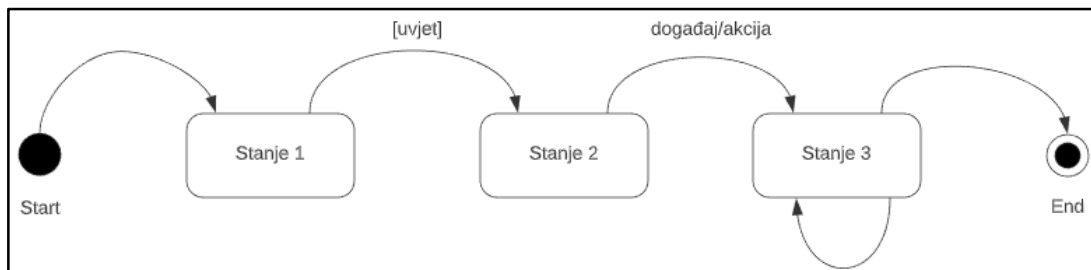 [uvjet]
događaj/akcija
Stanje 1
Stanje 2
Stanje 3
Start
End